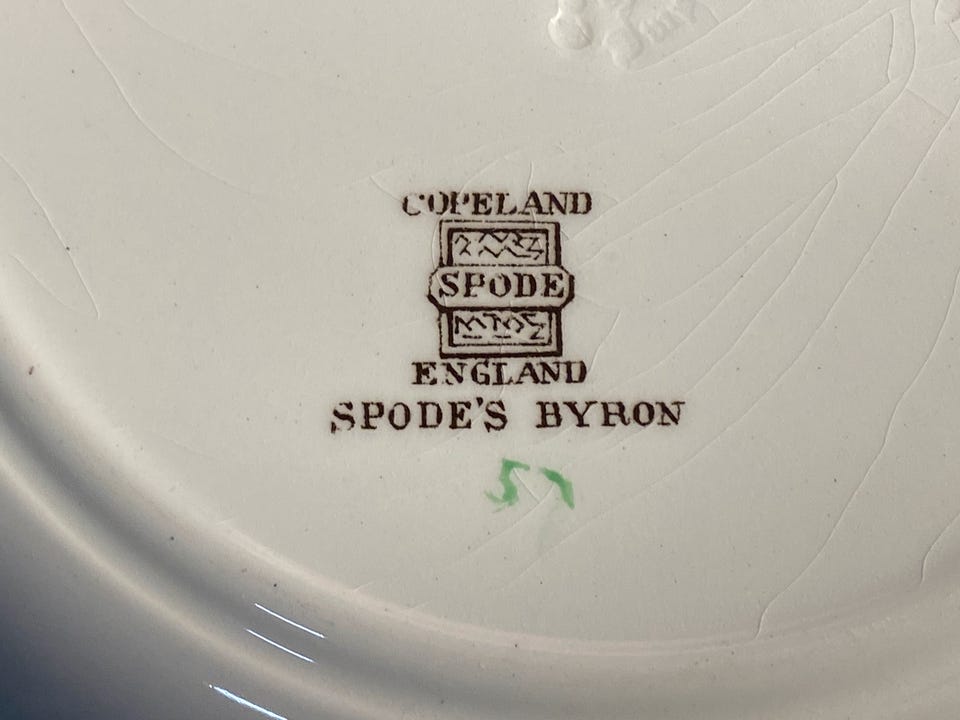 COPELAND
SPODE
ENGLAND
SPODE'S BYRON